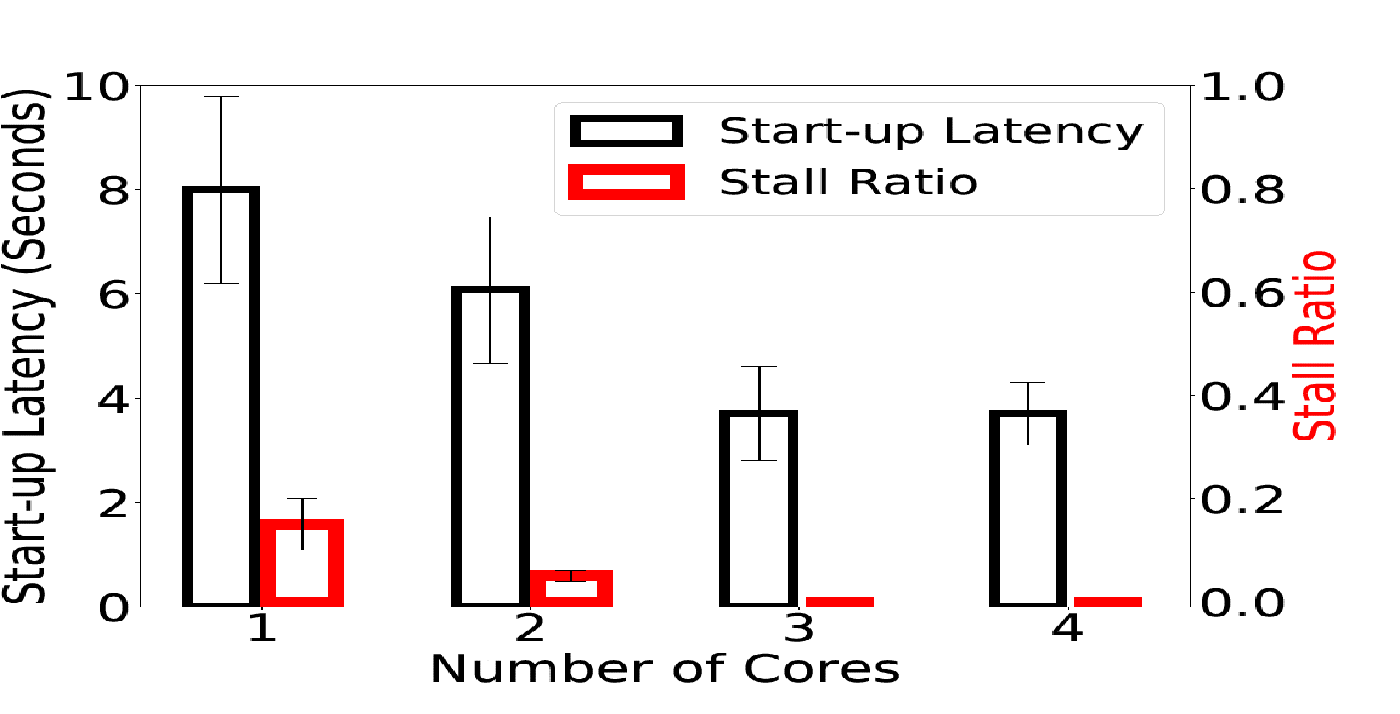 Start-up Latency (Seconds)
10
8
6
4
2
0
Start-up Latency
Stall Ratio
1.0
0.8
0.6
0.4
0.2
0.0
Stall Ratio
1 2 3 4
Number of Cores